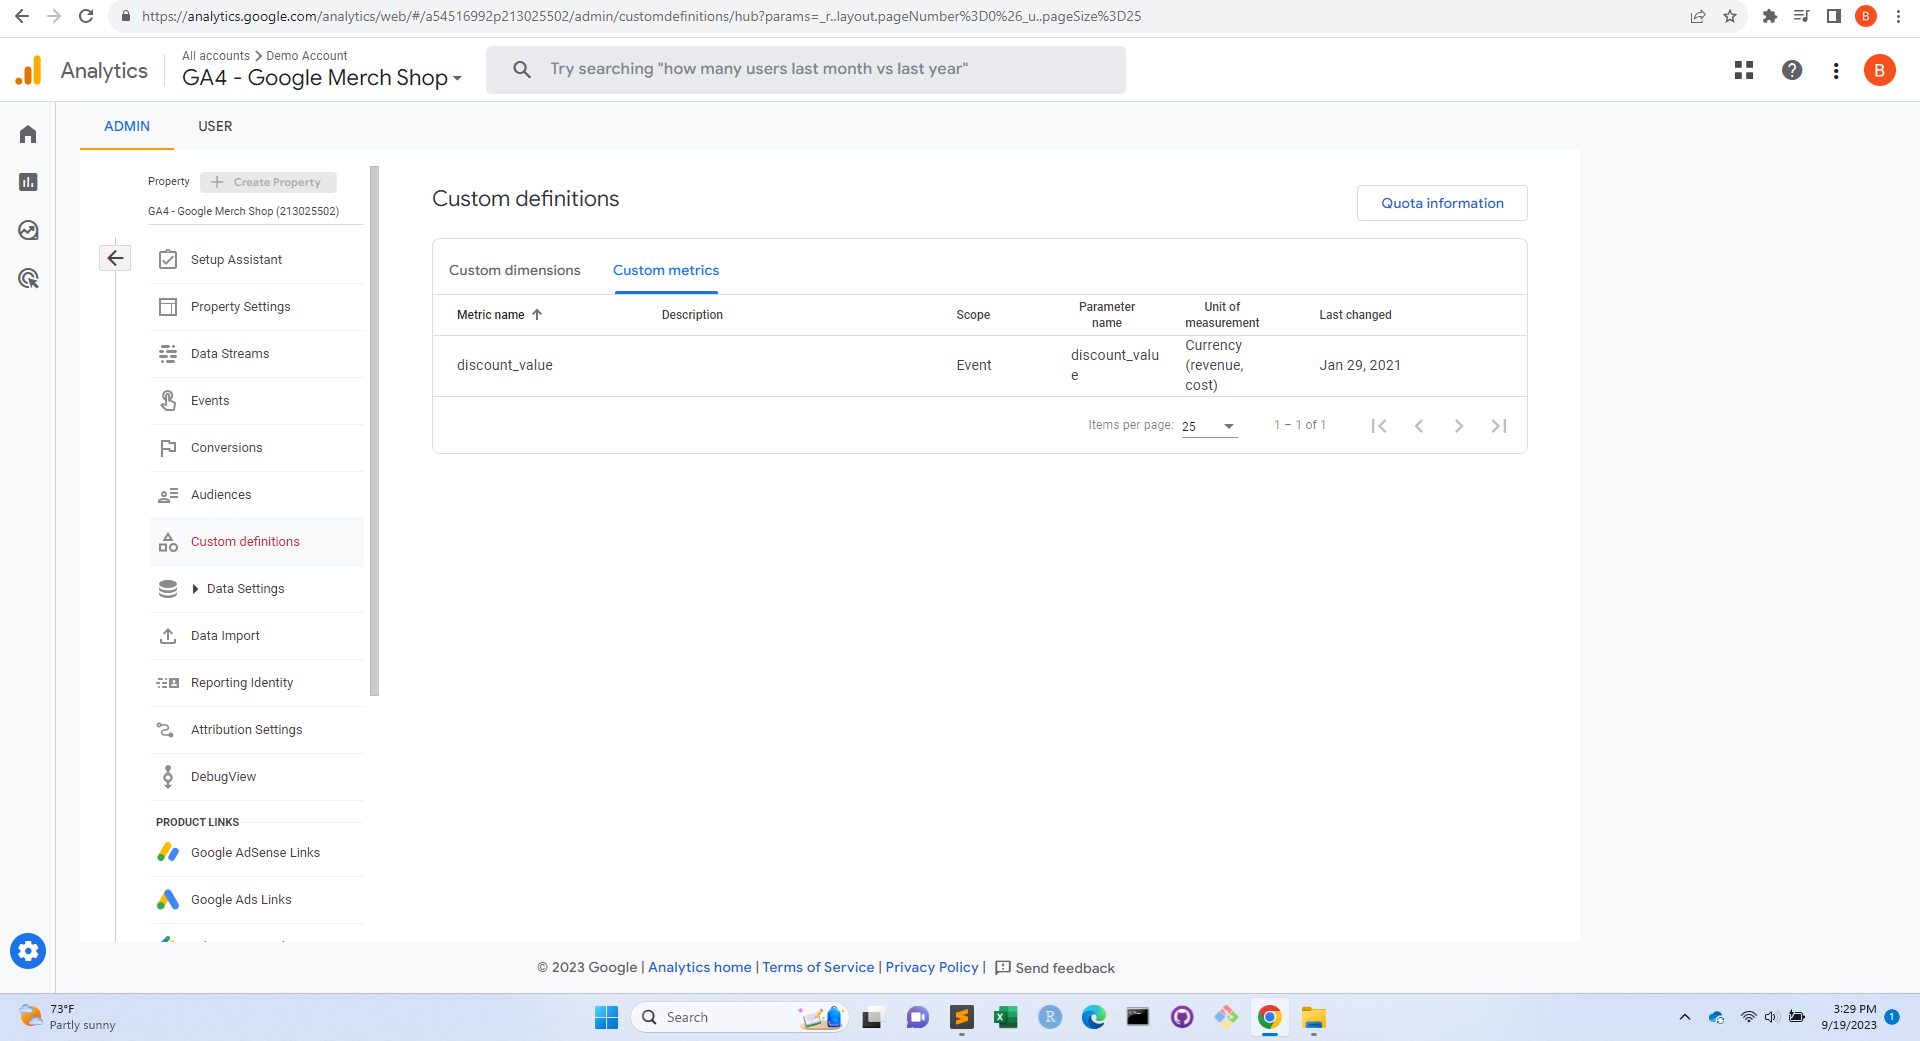 https://analytics.google.com/analytics/web/#/a54516992p213025502/admin/customdefinitions/hub?params=_r..layout.pageNumber%3D0%26_u..pageSize%3D25
B
Analytics
All accounts > Demo Account
GA4 - Google Merch Shop
Try searching "how many users last month vs last year"
B
ADMIN USER
Property Create Property
GA4 - Google Merch Shop (213025502)
Setup Assistant
Property Settings
Data Streams
Events
Conversions
Audiences
Custom definitions
Data Settings
Data Import
Reporting Identity
Attribution Settings
DebugView
PRODUCT LINKS
Google AdSense Links
Google Ads Links
Custom definitions
Quota information
Custom dimensions Custom metrics
Metric name Description Scope Parameter name Unit of measurement Last changed
discount_value Event discount_value Currency (revenue, cost) Jan 29, 2021
Items per page: 25 1 – 1 of 1
© 2023 Google | Analytics home | Terms of Service | Privacy Policy | Send feedback
73°F
Partly sunny
Search
R
3:29 PM
9/19/2023
1